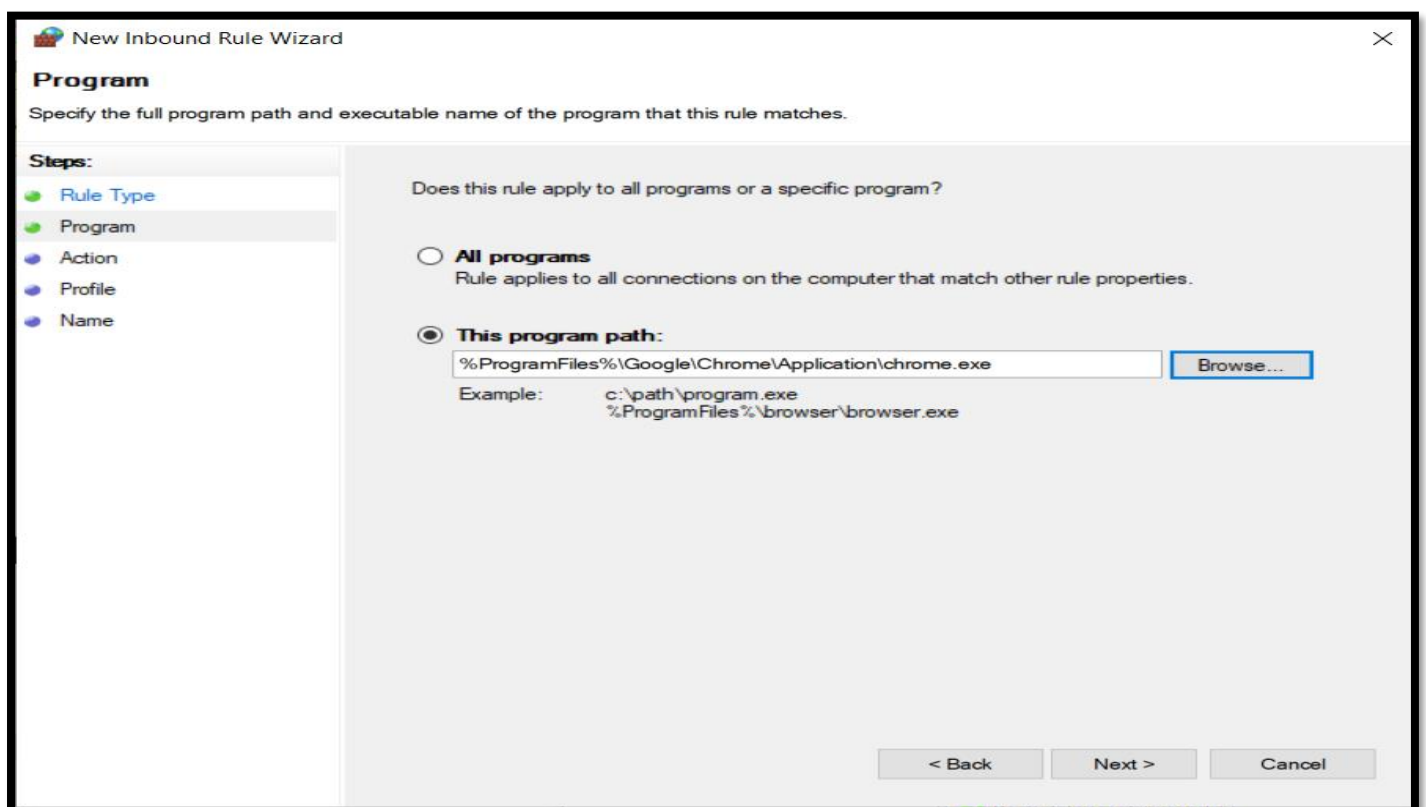 New Inbound Rule Wizard
Program
Specify the full program path and executable name of the program that this rule matches.
Steps:
Rule Type
Program
Action
Profile
Name
Does this rule apply to all programs or a specific program?
All programs
Rule applies to all connections on the computer that match other rule properties.
This program path:
%ProgramFiles%\Google\Chrome\Application\chrome.exe
Browse...
Example: c:\path\program.exe
%ProgramFiles%\browser\browser.exe
< Back Next > Cancel